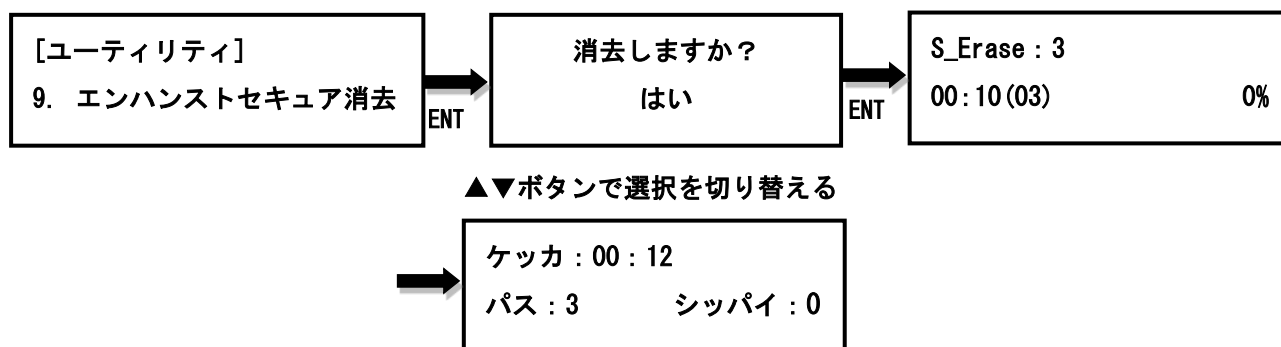 [ユーティリティ]
9. エンハンストセキュア消去
ENT
消去しますか？
はい
ENT
S_Erase：3
00:10(03) 0%
▲▼ボタンで選択を切り替える
ケッカ：00：12
パス：3 シッパイ：0